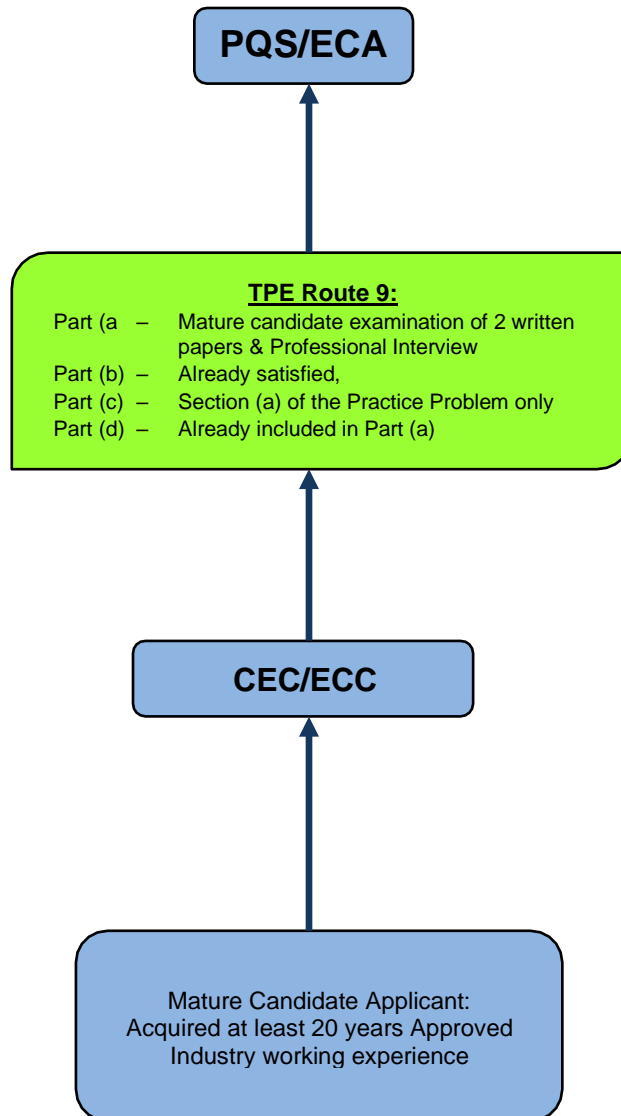 PQS/ECA
TPE Route 9:
Part (a – Mature candidate examination of 2 written
papers & Professional Interview
Part (b) – Already satisfied,
Part (c) – Section (a) of the Practice Problem only
Part (d) – Already included in Part (a)
CEC/ECC
Mature Candidate Applicant:
Acquired at least 20 years Approved
Industry working experience